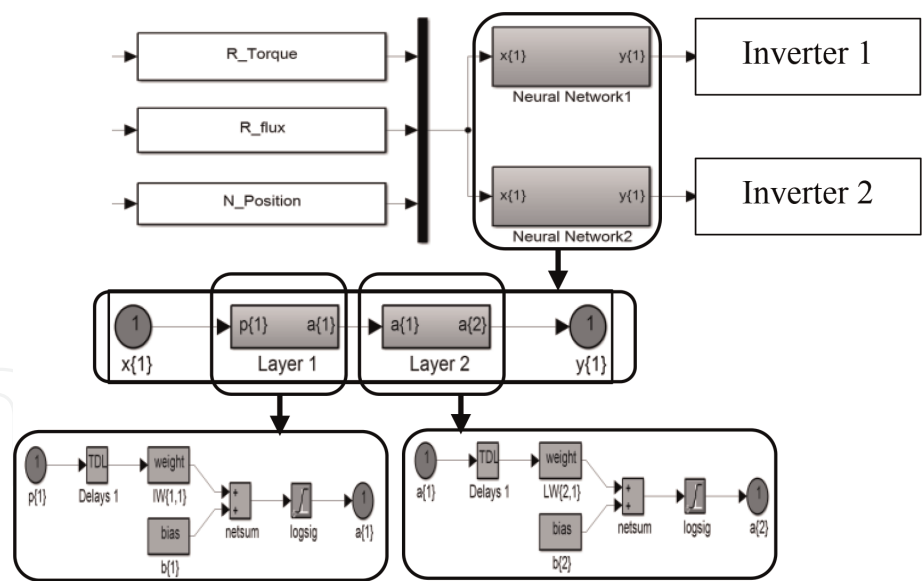 R_Torque
R_flux
N_Position
x{1} y{1}
Neural Network1
x{1} y{1}
Neural Network2
Inverter 1
Inverter 2
1
x{1}
p{1} a{1}
Layer 1
a{1} a{2}
Layer 2
1
y{1}
1
p{1}
TDL
Delays 1
weight
IW{1,1}
bias
b{1}
+
+
netsum
logsig
1
a{1}
1
a{1}
TDL
Delays 1
weight
LW{2,1}
bias
b{2}
+
+
netsum
logsig
1
a{2}